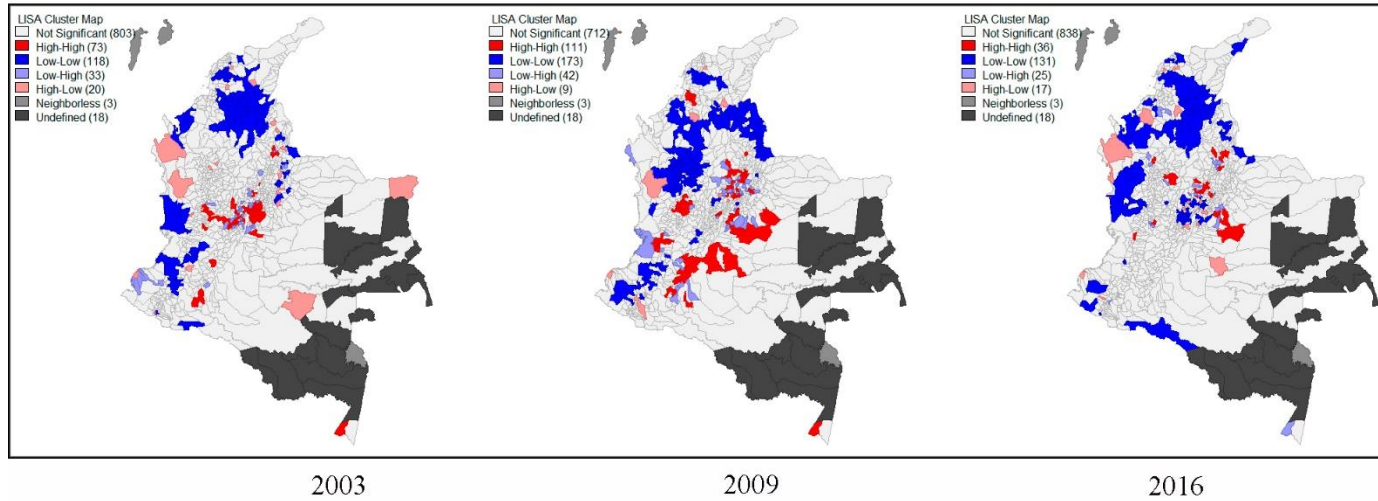 LISA Cluster Map
Not Significant (803)
High-High (73)
Low-Low (118)
Low-High (33)
High-Low (20)
Neighborless (3)
Undefined (18)
LISA Cluster Map
Not Significant (712)
High-High (111)
Low-Low (173)
Low-High (42)
High-Low (9)
Neighborless (3)
Undefined (18)
LISA Cluster Map
Not Significant (838)
High-High (36)
Low-Low (131)
Low-High (25)
High-Low (17)
Neighborless (3)
Undefined (18)
2003
2009
2016